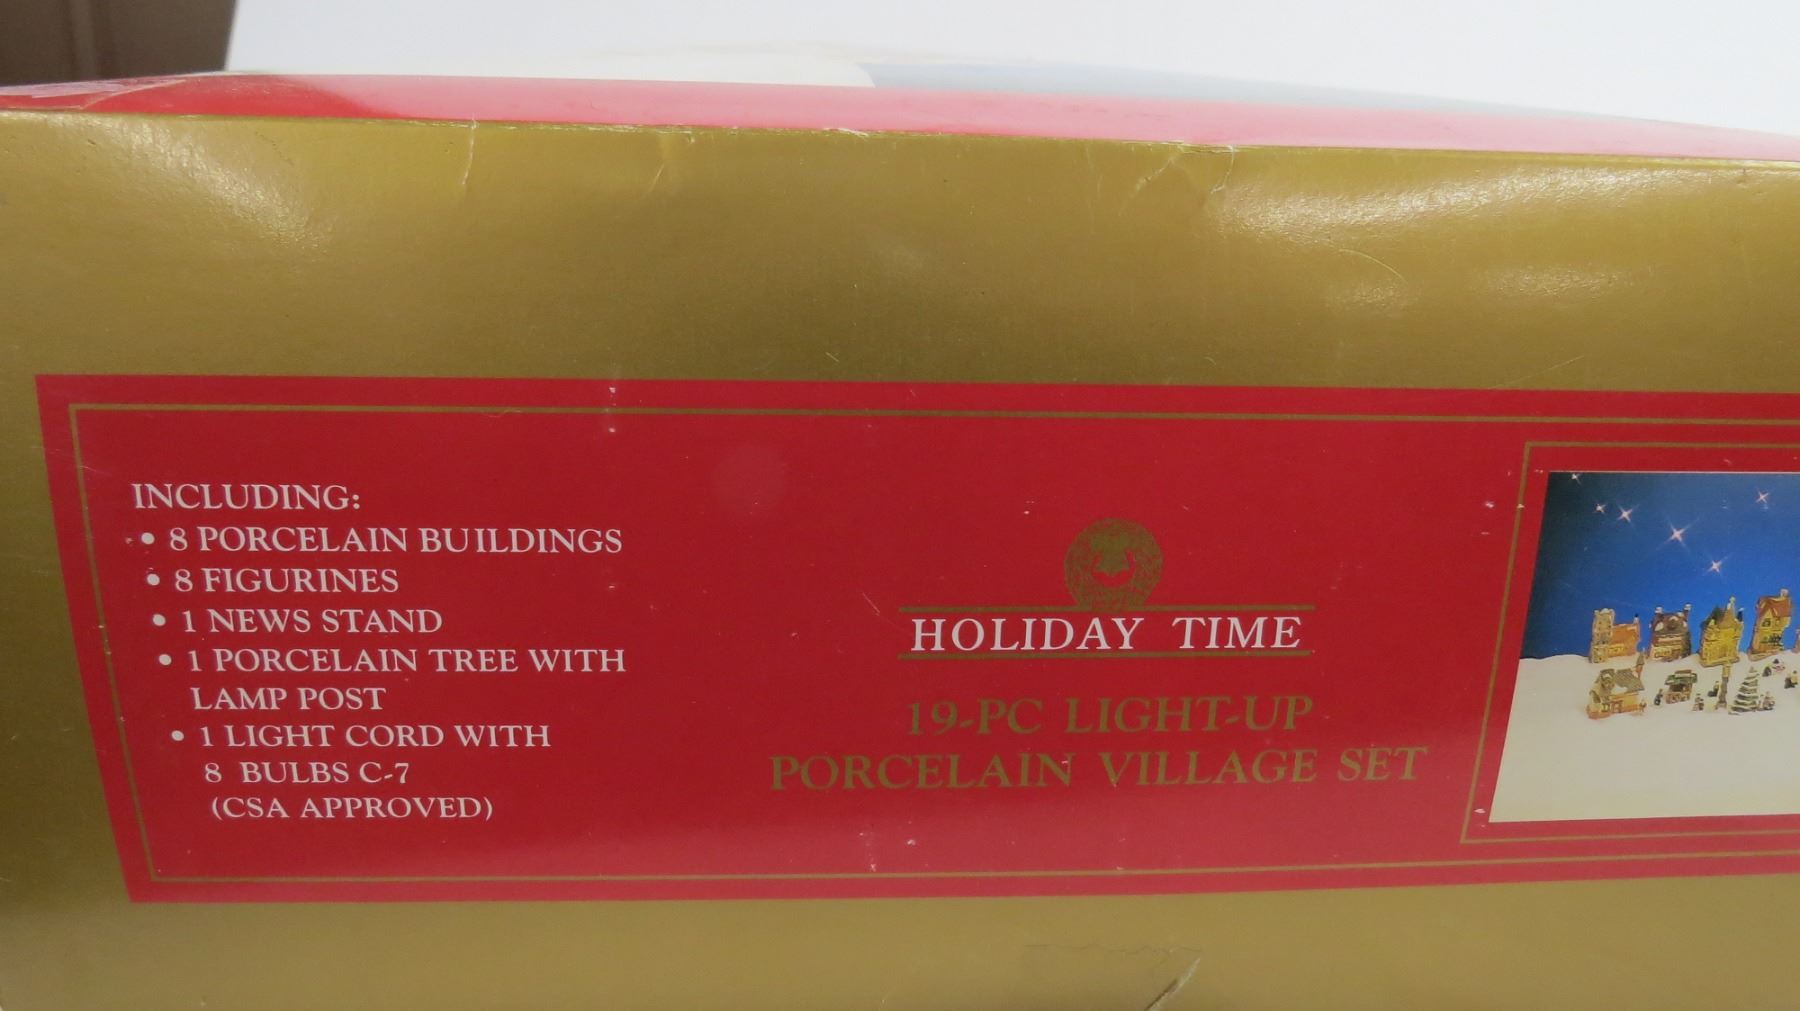 INCLUDING:
• 8 PORCELAIN BUILDINGS
• 8 FIGURINES
• 1 NEWS STAND
• 1 PORCELAIN TREE WITH
LAMP POST
• 1 LIGHT CORD WITH
8 BULBS C-7
(CSA APPROVED)
HOLIDAY TIME
19-PC LIGHT-UP
PORCELAIN VILLAGE SET